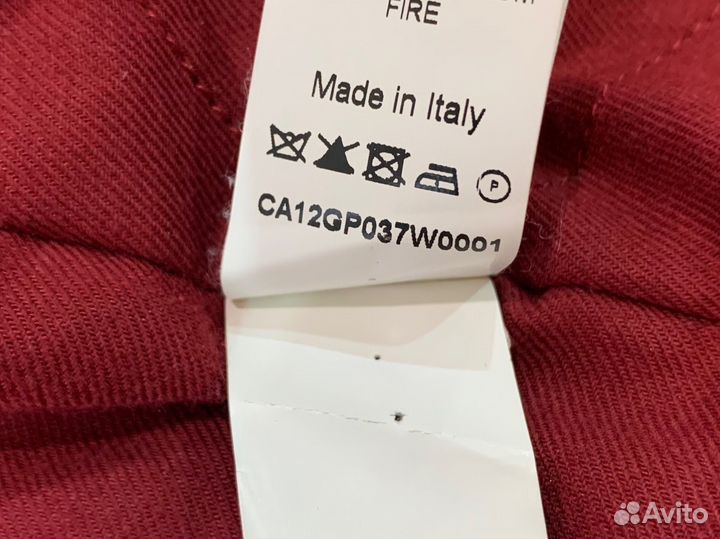 FIRE
Made in Italy
P
CA12GP037W0001
Avito